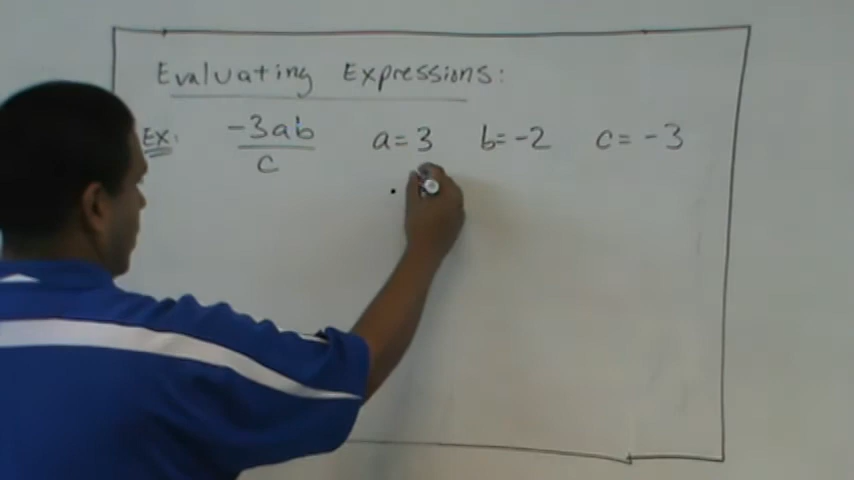 Evaluating Expressions:
EX: -3ab/c a=3 b=-2 c=-3